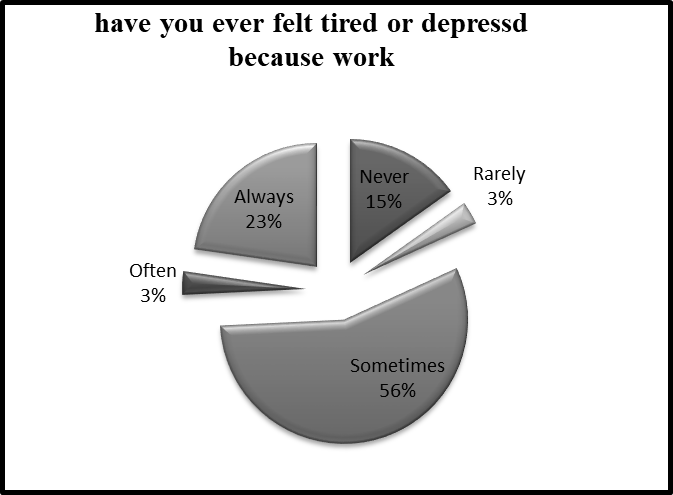 have you ever felt tired or depressd
because work
Never
15%
Rarely
3%
Sometimes
56%
Often
3%
Always
23%